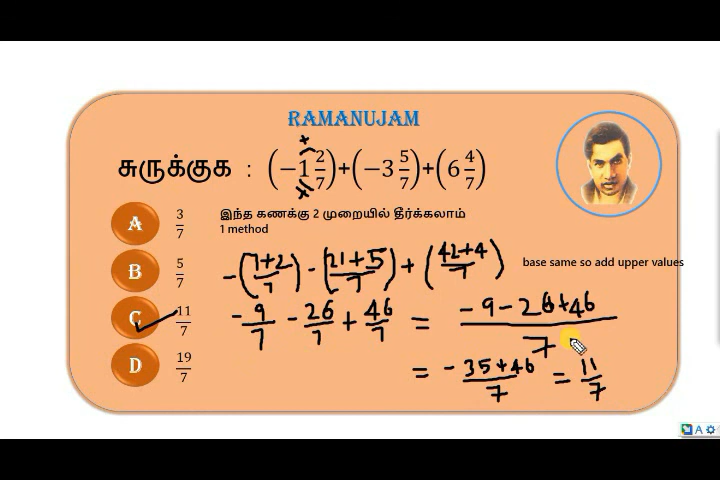 RAMANUJAM
சுருக்குக : (−1 2/7)+(−3 5/7)+(6 4/7)
+
x
A 3/7
இந்த கணக்கு 2 முறையில் தீர்க்கலாம்
1 method
B 5/7
-(7+2/7) - (21+5/7) + (42+4/7)
base same so add upper values
C 11/7
-9/7 - 26/7 + 46/7 = -9-26+46/7
D 19/7
= -35+46/7 = 11/7
A